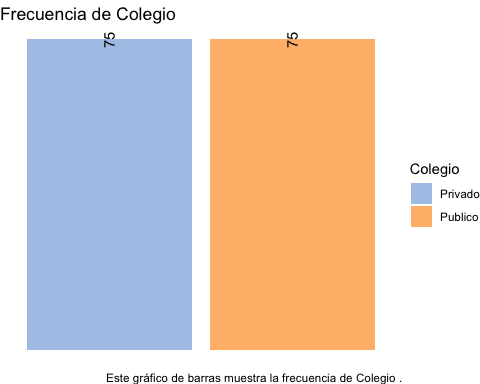 Frecuencia de Colegio
75
75
Colegio
Privado
Publico
Este gráfico de barras muestra la frecuencia de Colegio .